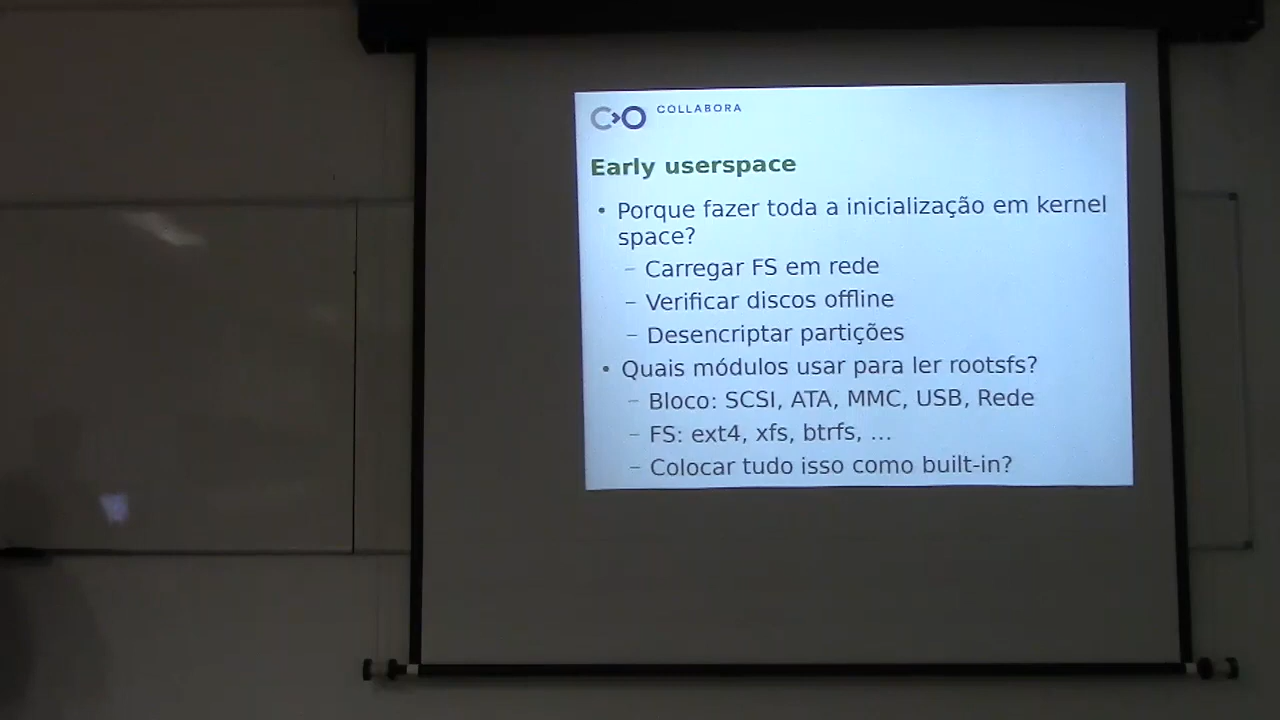 COLLABORA
Early userspace
• Porque fazer toda a inicialização em kernel
space?
– Carregar FS em rede
– Verificar discos offline
– Desencriptar partições
• Quais módulos usar para ler rootsfs?
– Bloco: SCSI, ATA, MMC, USB, Rede
– FS: ext4, xfs, btrfs, ...
– Colocar tudo isso como built-in?